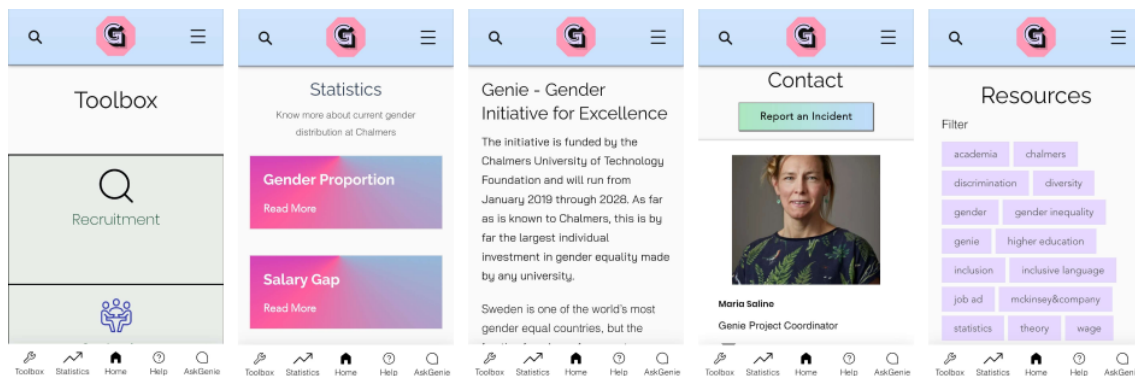 G
Toolbox
Recruitment
Toolbox Statistics Home Help AskGenie
G
Statistics
Know more about current gender
distribution at Chalmers
Gender Proportion
Read More
Salary Gap
Read More
Toolbox Statistics Home Help AskGenie
G
Genie - Gender
Initiative for Excellence
The initiative is funded by the
Chalmers University of Technology
Foundation and will run from
January 2019 through 2028. As far
as is known to Chalmers, this is by
far the largest individual
investment in gender equality made
by any university.
Sweden is one of the world's most
gender equal countries, but the
Toolbox Statistics Home Help AskGenie
G
Contact
Report an Incident
Maria Saline
Genie Project Coordinator
Toolbox Statistics Home Help AskGenie
G
Resources
Filter
academia chalmers
discrimination diversity
gender gender inequality
genie higher education
inclusion inclusive language
job ad mckinsey&company
statistics theory wage
Toolbox Statistics Home Help AskGenie